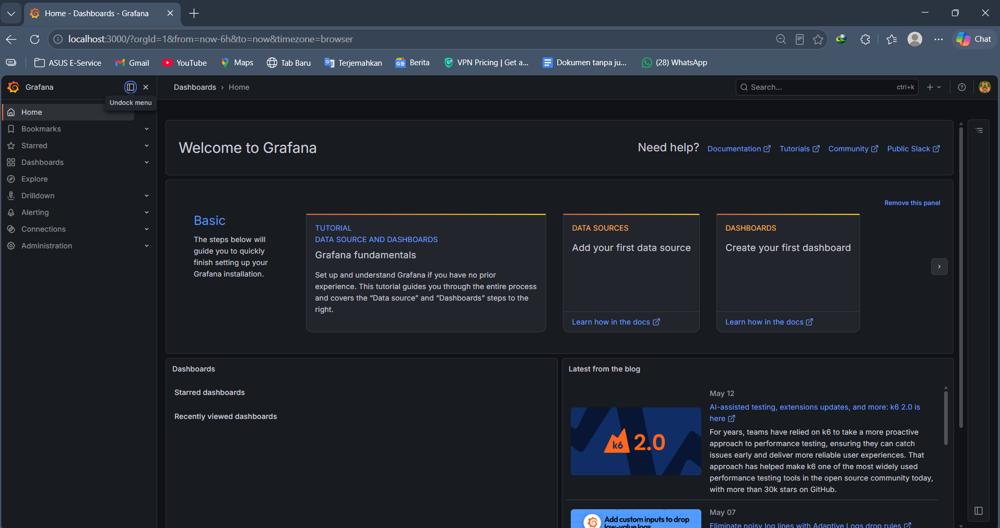 Home - Dashboards - Grafana
localhost:3000/?orgId=1&from=now-6h&to=now&timezone=browser
Chat
ASUS E-Service
Gmail
YouTube
Maps
Tab Baru
Terjemahkan
Berita
VPN Pricing | Get a...
Dokumen tanpa ju...
(28) WhatsApp
Grafana
Dashboards › Home
Search...
ctrl+k
Undock menu
Home
Bookmarks
Starred
Dashboards
Explore
Drilldown
Alerting
Connections
Administration
Welcome to Grafana
Need help?
Documentation
Tutorials
Community
Public Slack
Remove this panel
Basic
The steps below will
guide you to quickly
finish setting up your
Grafana installation.
TUTORIAL
DATA SOURCE AND DASHBOARDS
Grafana fundamentals
Set up and understand Grafana if you have no prior
experience. This tutorial guides you through the entire process
and covers the “Data source” and “Dashboards” steps to the
right.
DATA SOURCES
Add your first data source
Learn how in the docs
DASHBOARDS
Create your first dashboard
Learn how in the docs
Dashboards
Starred dashboards
Recently viewed dashboards
Latest from the blog
k6 2.0
May 12
AI-assisted testing, extensions updates, and more: k6 2.0 is
here
For years, teams have relied on k6 to take a more proactive
approach to performance testing, ensuring they can catch
issues early and deliver more reliable user experiences. That
approach has helped make k6 one of the most widely used
performance testing tools in the open source community today,
with more than 30k stars on GitHub.
Add custom inputs to drop
low-value logs
May 07
Eliminate noisy log lines with Adaptive Logs drop rules